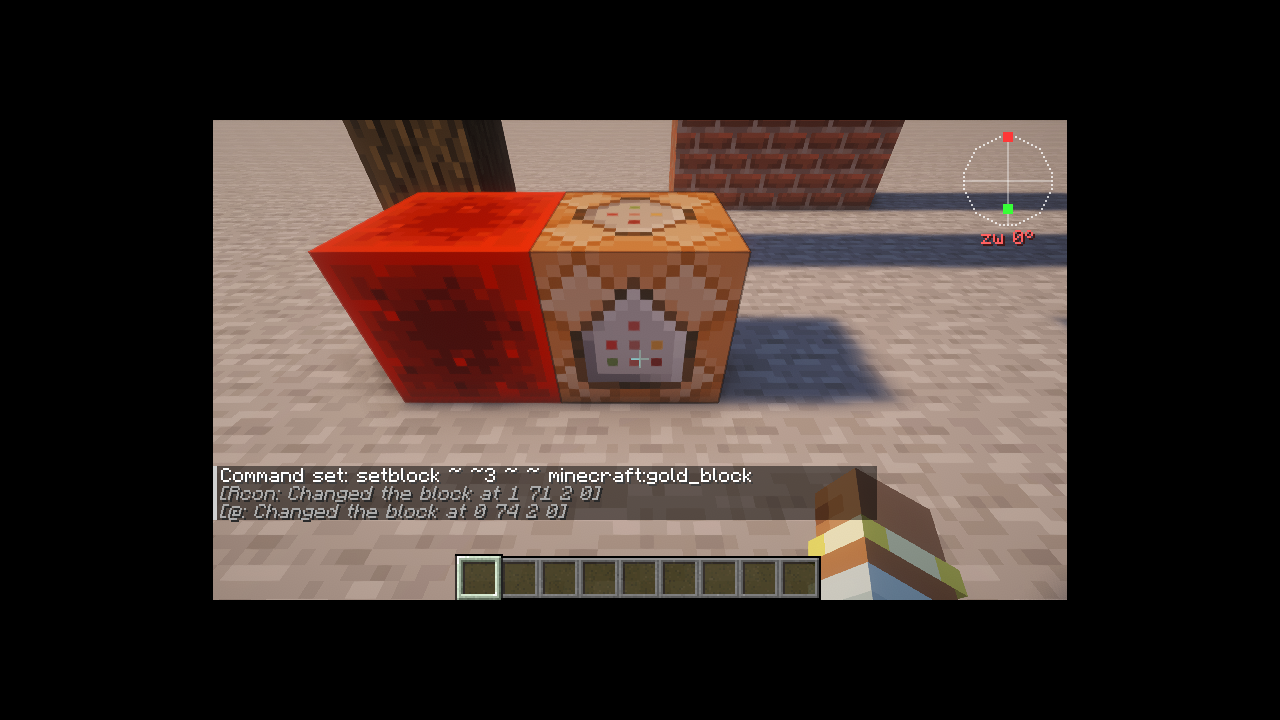 zw 0°
Command set: setblock ~ ~3 ~ ~ minecraft:gold_block
[Rcon: Changed the block at 1 71 2 0]
[@: Changed the block at 0 74 2 0]